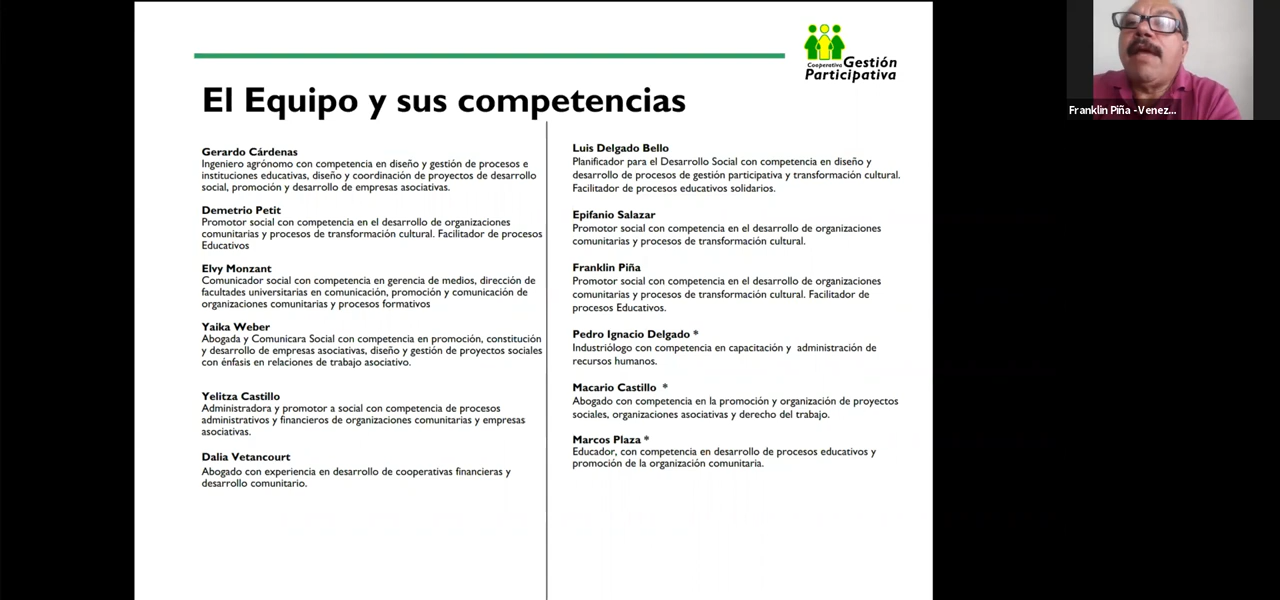 Cooperativa Gestión
Participativa
El Equipo y sus competencias
Gerardo Cárdenas
Ingeniero agrónomo con competencia en diseño y gestión de procesos e
instituciones educativas, diseño y coordinación de proyectos de desarrollo
social, promoción y desarrollo de empresas asociativas.
Demetrio Petit
Promotor social con competencia en el desarrollo de organizaciones
comunitarias y procesos de transformación cultural. Facilitador de procesos
Educativos
Elvy Monzant
Comunicador social con competencia en gerencia de medios, dirección de
facultades universitarias en comunicación, promoción y comunicación de
organizaciones comunitarias y procesos formativos
Yaika Weber
Abogada y Comunicara Social con competencia en promoción, constitución
y desarrollo de empresas asociativas, diseño y gestión de proyectos sociales
con énfasis en relaciones de trabajo asociativo.
Yelitza Castillo
Administradora y promotor a social con competencia de procesos
administrativos y financieros de organizaciones comunitarias y empresas
asociativas.
Dalia Vetancourt
Abogado con experiencia en desarrollo de cooperativas financieras y
desarrollo comunitario.
Luis Delgado Bello
Planificador para el Desarrollo Social con competencia en diseño y
desarrollo de procesos de gestión participativa y transformación cultural.
Facilitador de procesos educativos solidarios.
Epifanio Salazar
Promotor social con competencia en el desarrollo de organizaciones
comunitarias y procesos de transformación cultural.
Franklin Piña
Promotor social con competencia en el desarrollo de organizaciones
comunitarias y procesos de transformación cultural. Facilitador de
procesos Educativos.
Pedro Ignacio Delgado *
Industriólogo con competencia en capacitación y administración de
recursos humanos.
Macario Castillo *
Abogado con competencia en la promoción y organización de proyectos
sociales, organizaciones asociativas y derecho del trabajo.
Marcos Plaza *
Educador, con competencia en desarrollo de procesos educativos y
promoción de la organización comunitaria.
Franklin Piña -Venez...